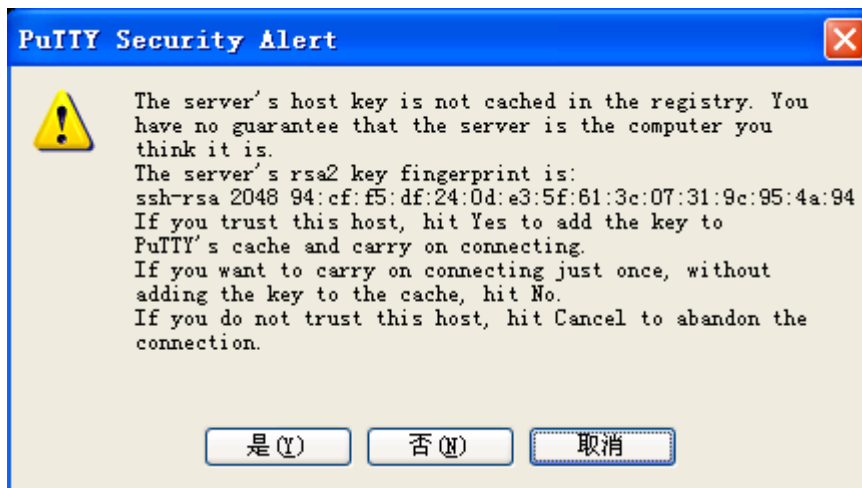 PuTTY Security Alert
The server's host key is not cached in the registry. You
have no guarantee that the server is the computer you
think it is.
The server's rsa2 key fingerprint is:
ssh-rsa 2048 94:cf:f5:df:24:0d:e3:5f:61:3c:07:31:9c:95:4a:94
If you trust this host, hit Yes to add the key to
PuTTY's cache and carry on connecting.
If you want to carry on connecting just once, without
adding the key to the cache, hit No.
If you do not trust this host, hit Cancel to abandon the
connection.
是(Y) 否(N) 取消